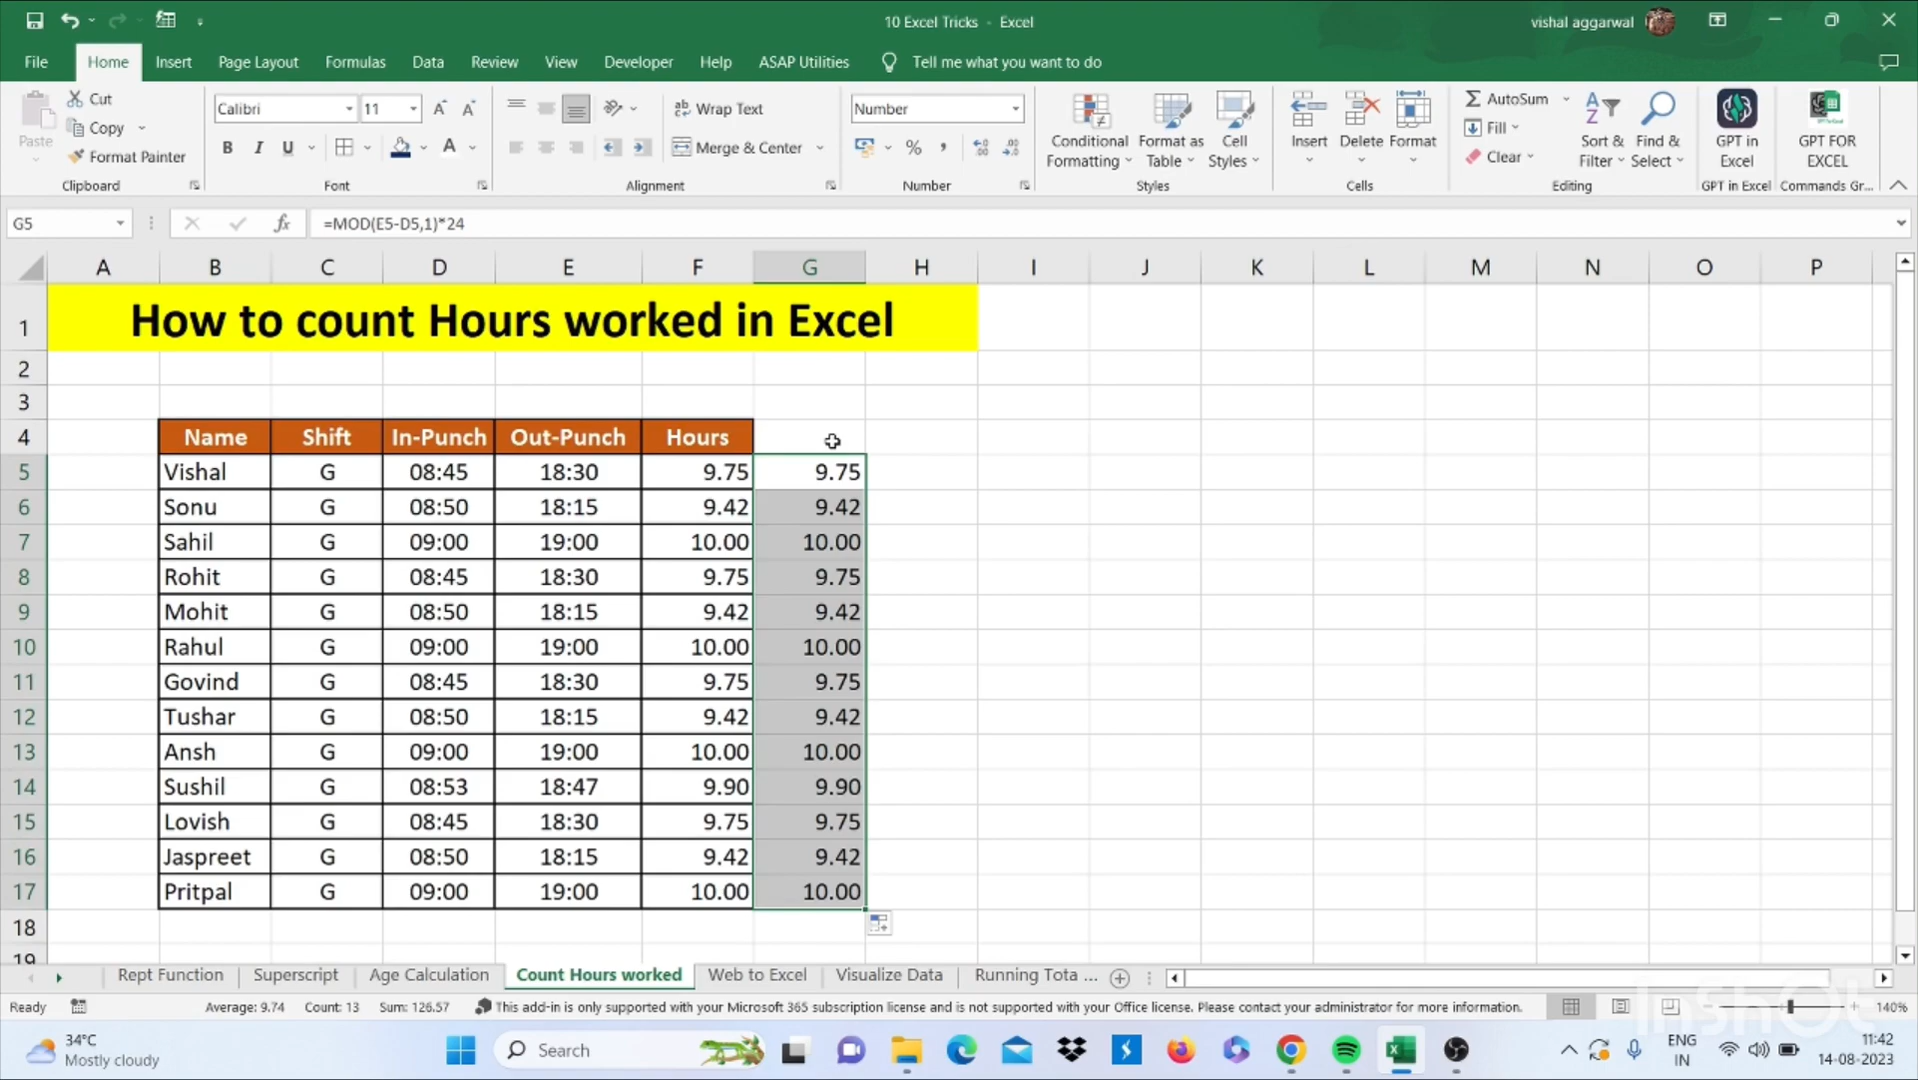 10 Excel Tricks - Excel
vishal aggarwal
File Home Insert Page Layout Formulas Data Review View Developer Help ASAP Utilities Tell me what you want to do
Paste
Cut
Copy
Format Painter
Clipboard
Calibri 11
B I U
Font
Wrap Text
Merge & Center
Alignment
Number
%
Number
Conditional Formatting
Format as Table
Cell Styles
Styles
Insert
Delete
Format
Cells
AutoSum
Fill
Clear
Sort & Filter
Find & Select
Editing
GPT in Excel
GPT in Excel
GPT FOR EXCEL
Commands Gr...
G5 fx =MOD(E5-D5,1)*24
A B C D E F G H I J K L M N O P
1 How to count Hours worked in Excel
2
3
4 Name Shift In-Punch Out-Punch Hours
5 Vishal G 08:45 18:30 9.75 9.75
6 Sonu G 08:50 18:15 9.42 9.42
7 Sahil G 09:00 19:00 10.00 10.00
8 Rohit G 08:45 18:30 9.75 9.75
9 Mohit G 08:50 18:15 9.42 9.42
10 Rahul G 09:00 19:00 10.00 10.00
11 Govind G 08:45 18:30 9.75 9.75
12 Tushar G 08:50 18:15 9.42 9.42
13 Ansh G 09:00 19:00 10.00 10.00
14 Sushil G 08:53 18:47 9.90 9.90
15 Lovish G 08:45 18:30 9.75 9.75
16 Jaspreet G 08:50 18:15 9.42 9.42
17 Pritpal G 09:00 19:00 10.00 10.00
18
19
Rept Function Superscript Age Calculation Count Hours worked Web to Excel Visualize Data Running Tota ...
Ready Average: 9.74 Count: 13 Sum: 126.57 This add-in is only supported with your Microsoft 365 subscription license and is not supported with your Office license. Please contact your administrator for more information. 140%
InShOt
34°C
Mostly cloudy
Search
ENG
IN
11:42
14-08-2023